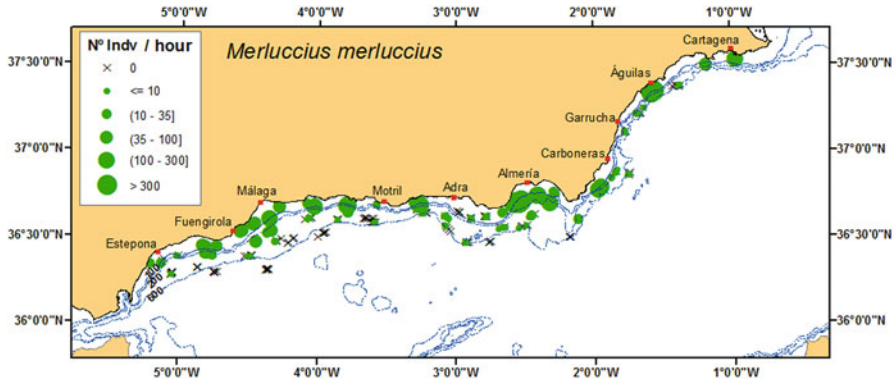 5°0'0"W 4°0'0"W 3°0'0"W 2°0'0"W 1°0'0"W
Nº Indv / hour
0
<= 10
(10 - 35]
(35 - 100]
(100 - 300]
> 300
Merluccius merluccius
Cartagena
37°30'0"N 37°30'0"N
Águilas
Garrucha
37°0'0"N 37°0'0"N
Carboneras
Almería
Adra
Motril
Málaga
Fuengirola
36°30'0"N 36°30'0"N
Estepona
100
200
600
36°0'0"N 36°0'0"N
5°0'0"W 4°0'0"W 3°0'0"W 2°0'0"W 1°0'0"W